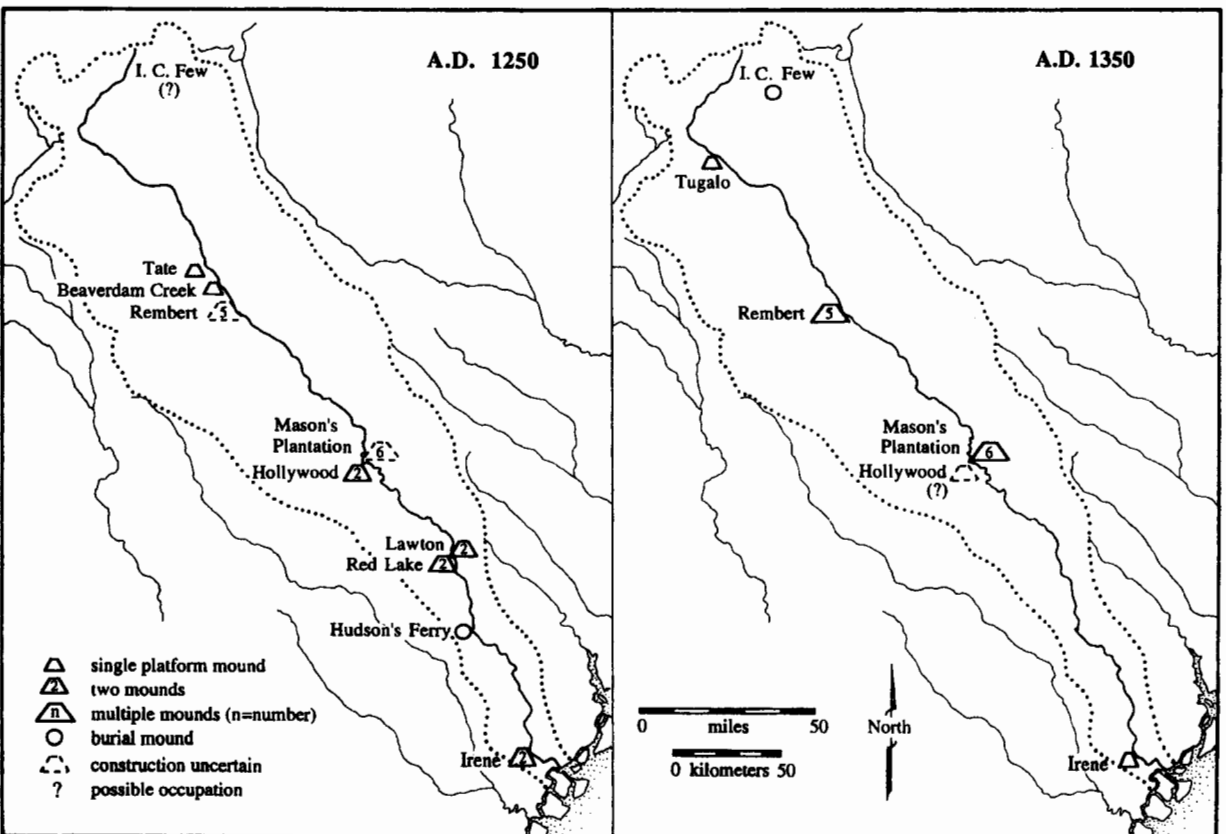 A.D. 1250
I. C. Few
(?)
Tate
Beaverdam Creek
Rembert
5
Mason's
Plantation
6
Hollywood
2
Lawton
2
Red Lake
2
Hudson's Ferry
Irene
2
single platform mound
2
two mounds
n
multiple mounds (n=number)
burial mound
construction uncertain
? possible occupation
A.D. 1350
I. C. Few
Tugalo
Rembert
5
Mason's
Plantation
6
Hollywood
(?)
0 miles 50
0 kilometers 50
North
Irene